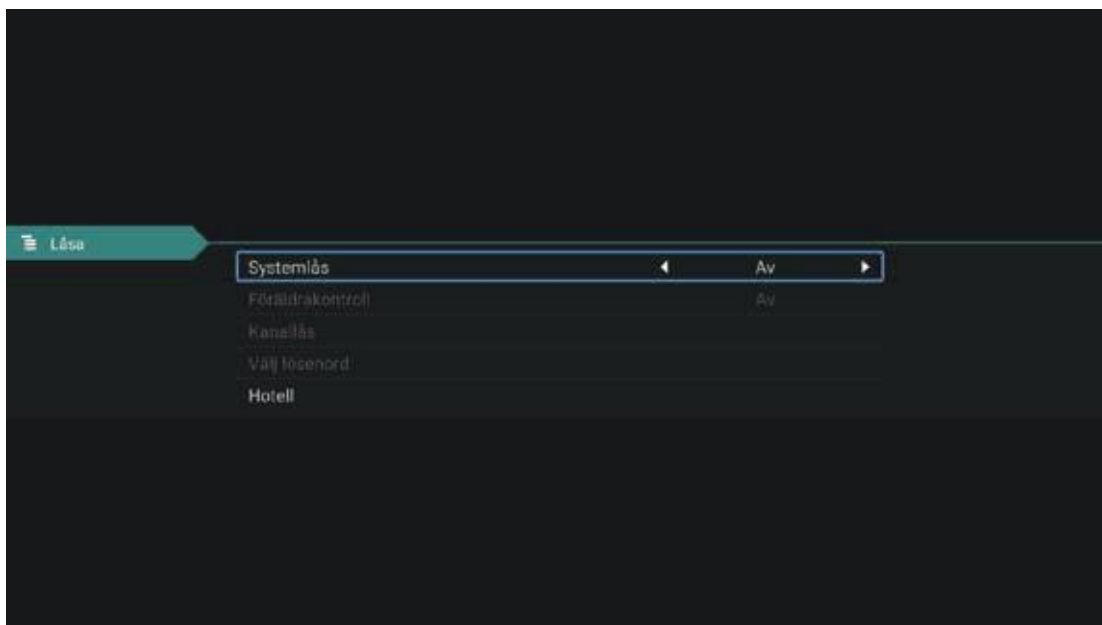 Låsa
Systemlås Av
Föräldrakontroll Av
Kanallås
Välj lösenord
Hotell